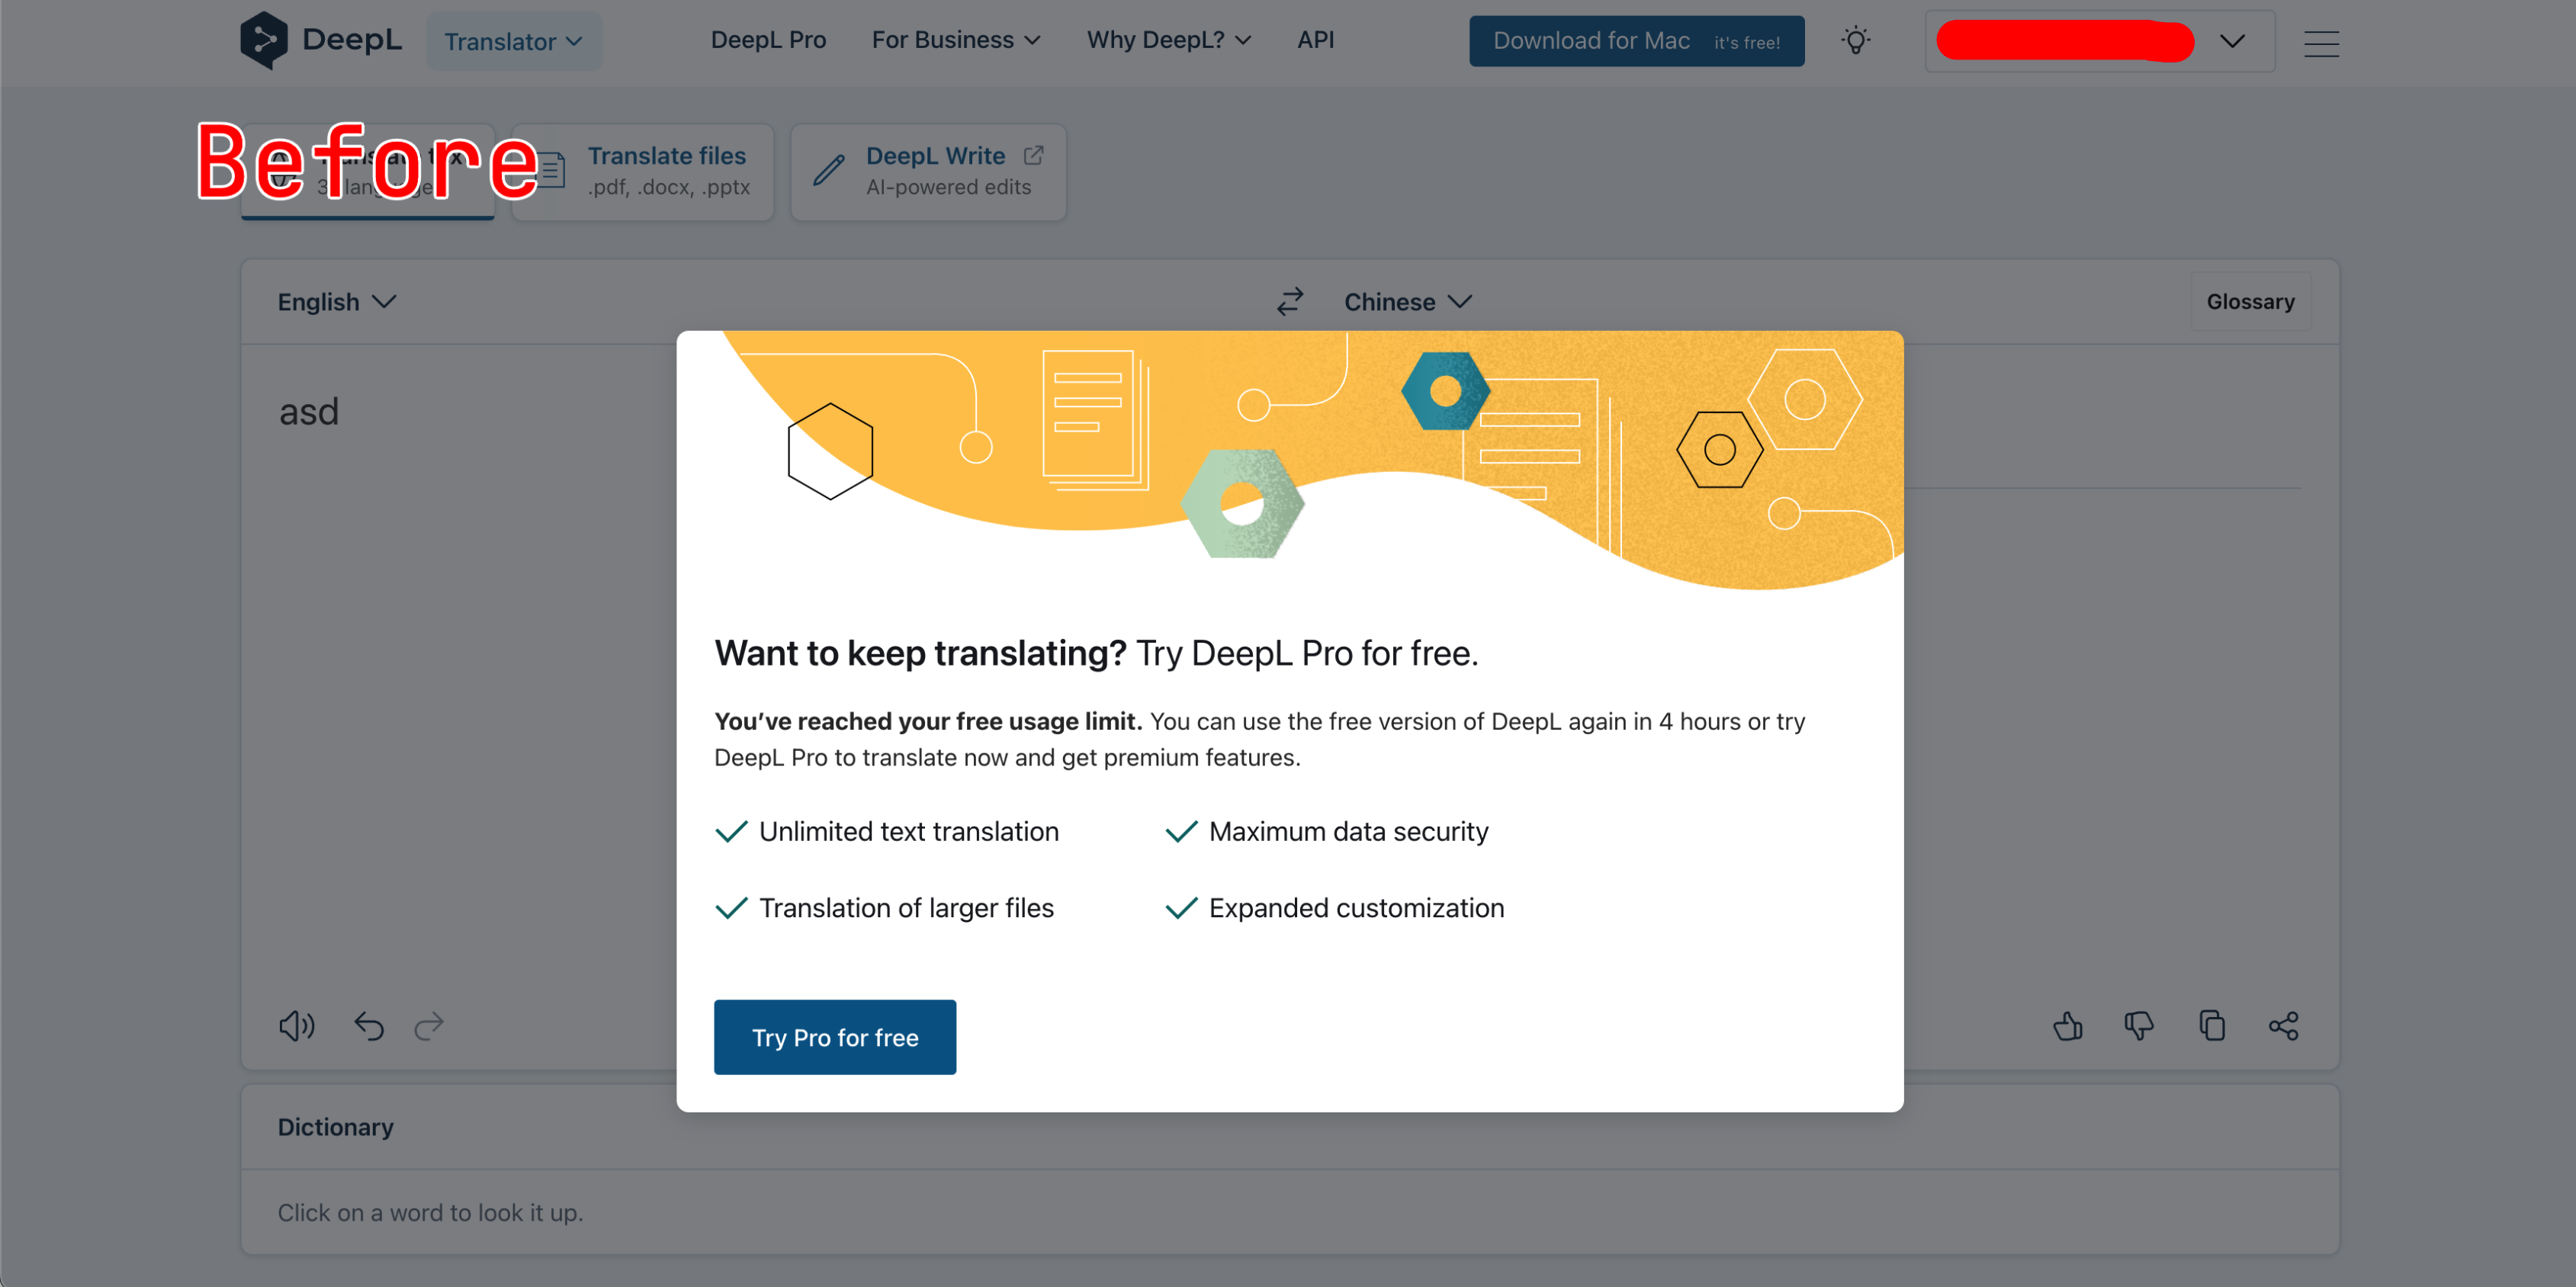 DeepL
Translator
DeepL Pro
For Business
Why DeepL?
API
Download for Mac it's free!
Before
Translate files
.pdf, .docx, .pptx
DeepL Write
AI-powered edits
English
Chinese
Glossary
asd
Want to keep translating? Try DeepL Pro for free.
You've reached your free usage limit. You can use the free version of DeepL again in 4 hours or try
DeepL Pro to translate now and get premium features.
Unlimited text translation
Maximum data security
Translation of larger files
Expanded customization
Try Pro for free
Dictionary
Click on a word to look it up.